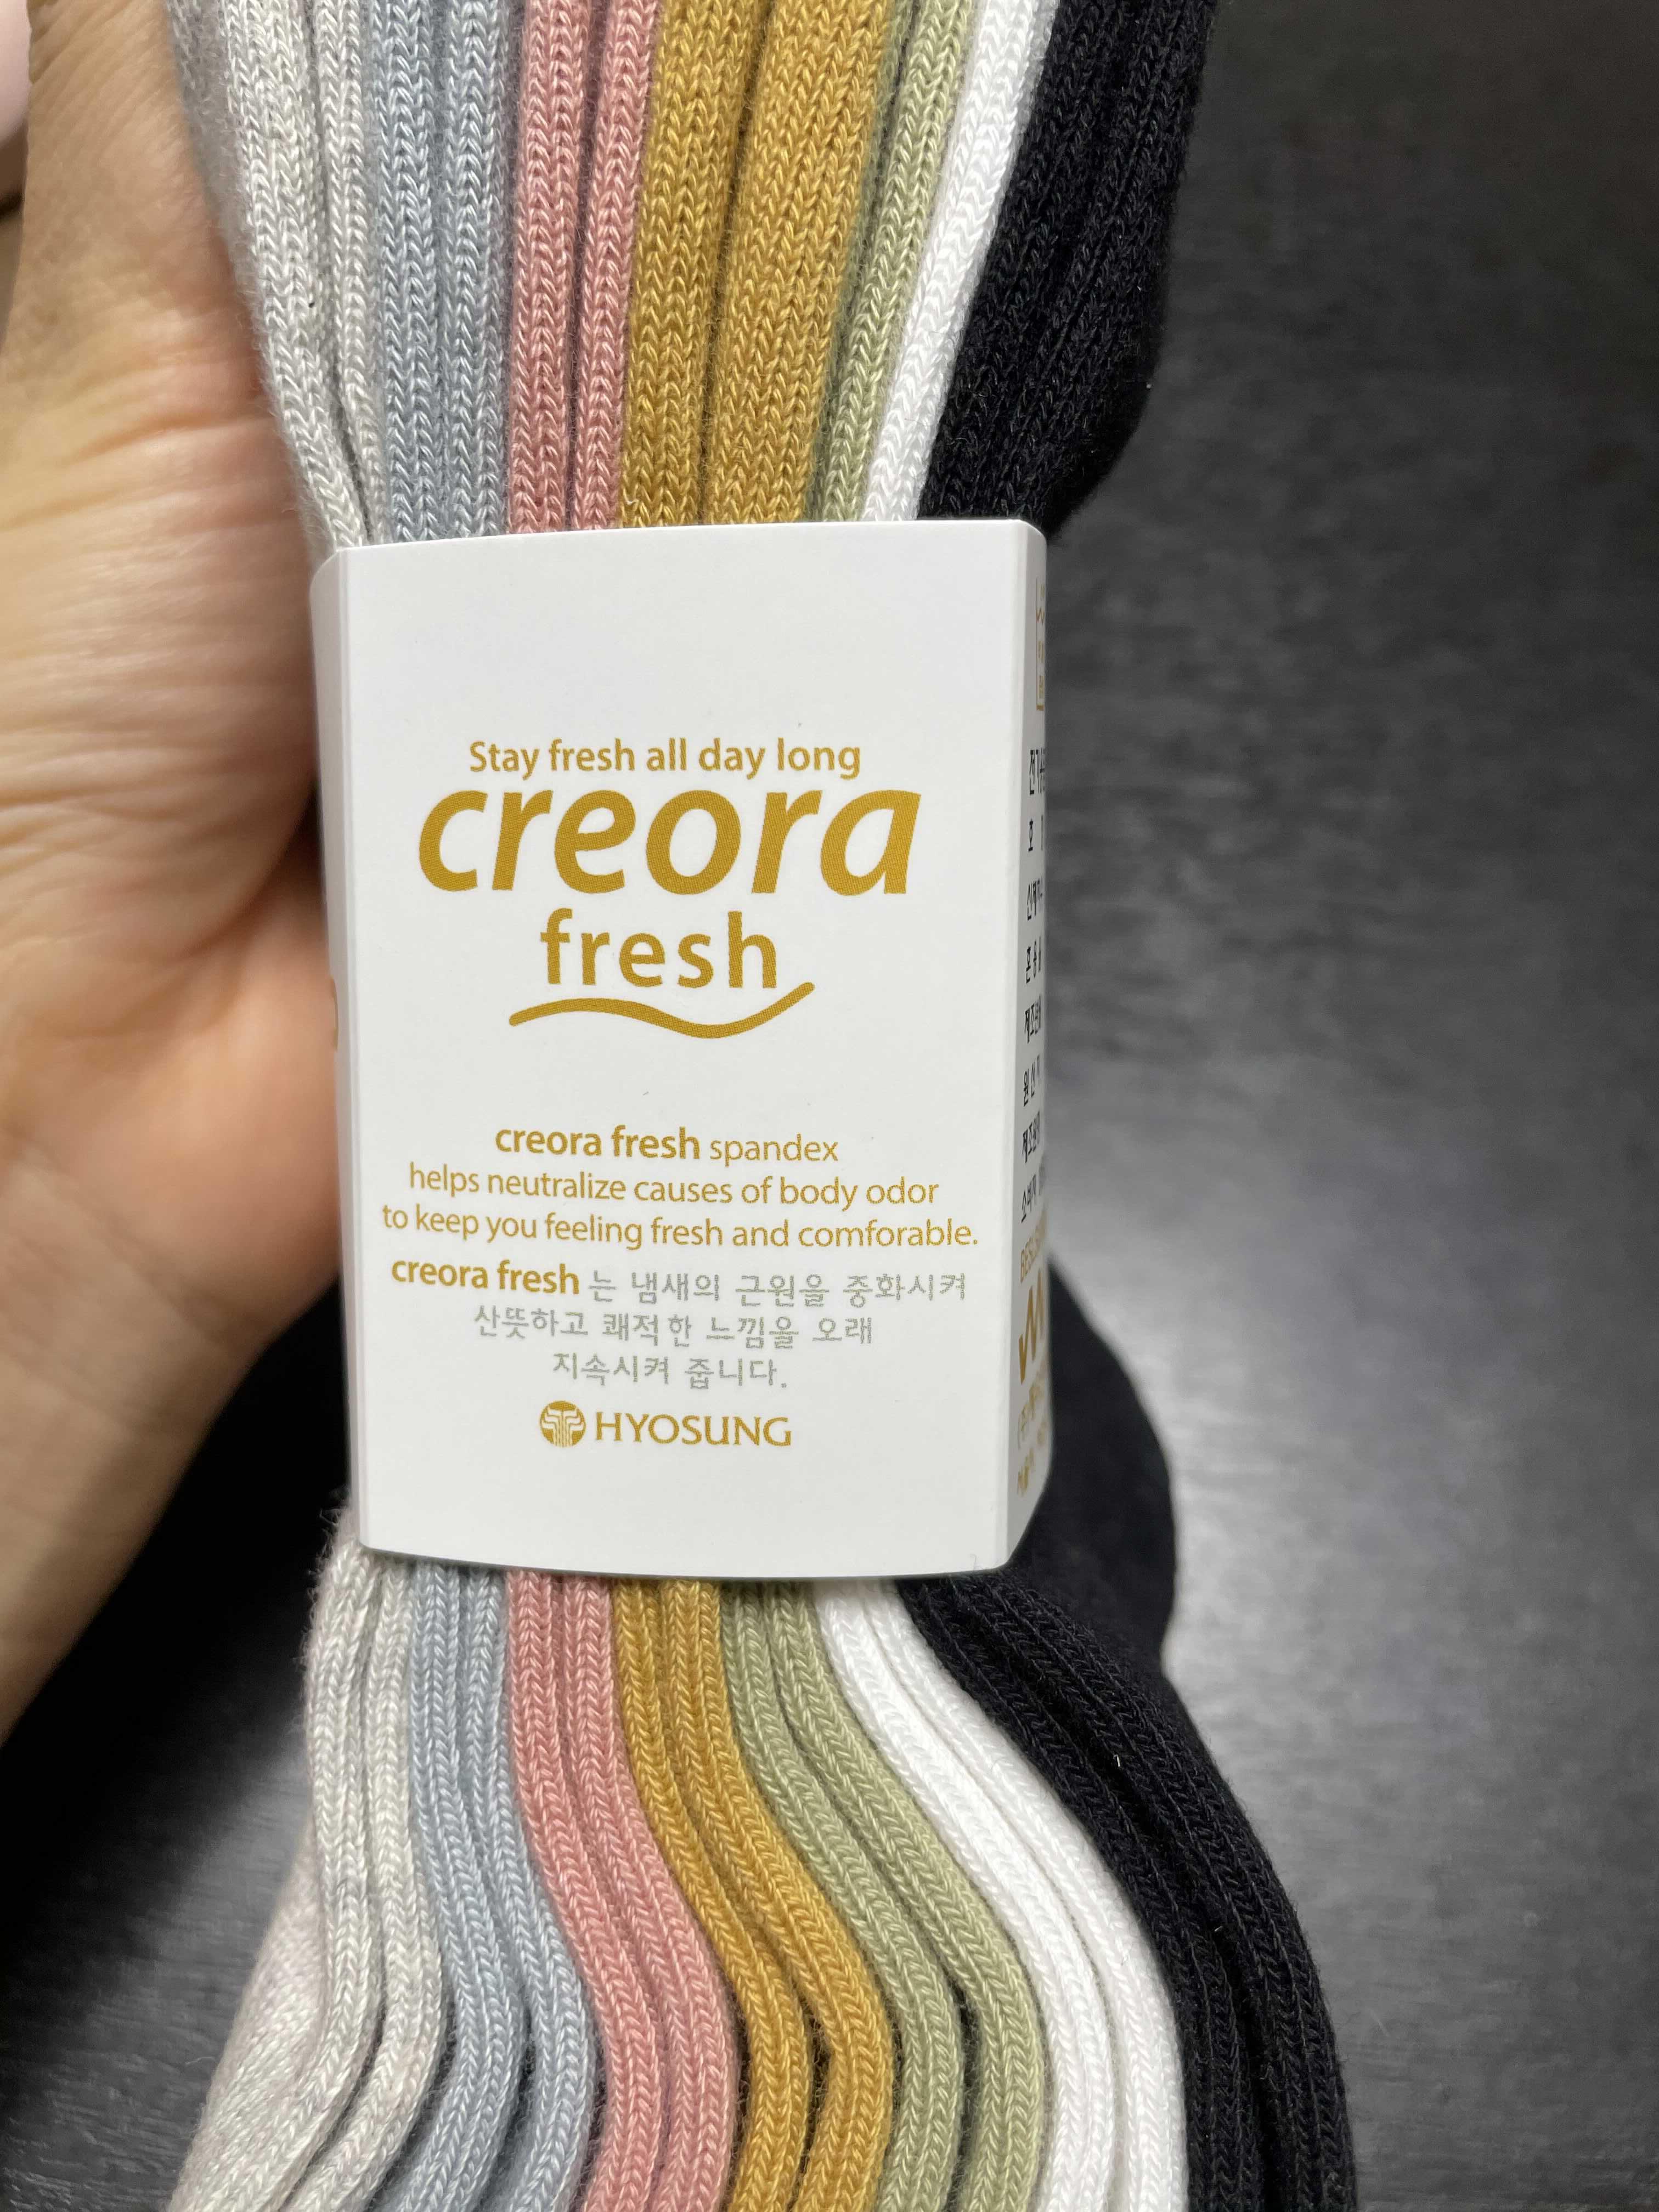 Stay fresh all day long
creora
fresh
creora fresh spandex
helps neutralize causes of body odor
to keep you feeling fresh and comforable.
creora fresh 는 냄새의 근원을 중화시켜
산뜻하고 쾌적한 느낌을 오래
지속시켜 줍니다.
HYOSUNG